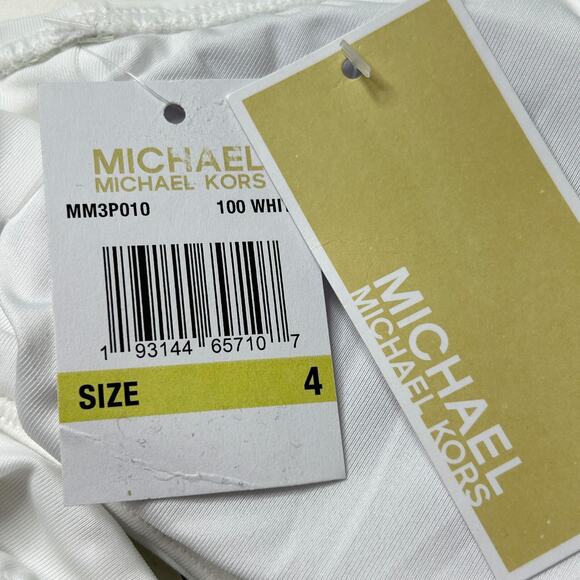 MICHAEL
MICHAEL KORS
MM3P010 100 WHI
1 93144 65710 7
SIZE 4
MICHAEL
MICHAEL KORS